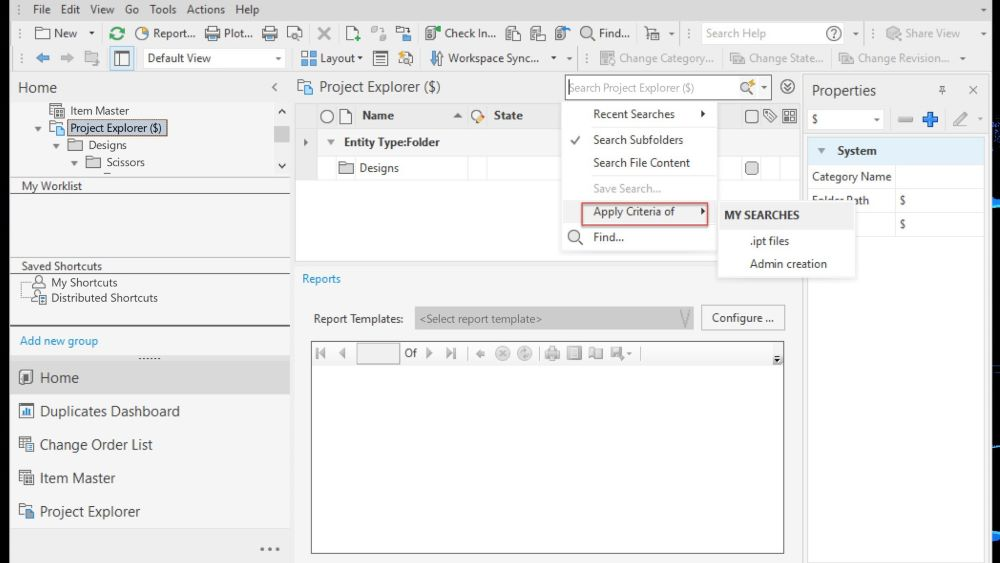 File Edit View Go Tools Actions Help
New Report... Plot... Check In... Find... Search Help Share View
Default View Layout Workspace Sync... Change Category... Change State... Change Revision...
Home
Item Master
Project Explorer ($)
Designs
Scissors
My Worklist
Saved Shortcuts
My Shortcuts
Distributed Shortcuts
Add new group
Home
Duplicates Dashboard
Change Order List
Item Master
Project Explorer
Project Explorer ($)
Search Project Explorer ($)
Name State
Entity Type:Folder
Designs
Recent Searches
Search Subfolders
Search File Content
Save Search...
Apply Criteria of
Find...
MY SEARCHES
.ipt files
Admin creation
Reports
Report Templates: <Select report template> Configure ...
Of
Properties
$
System
Category Name
Folder Path $
$